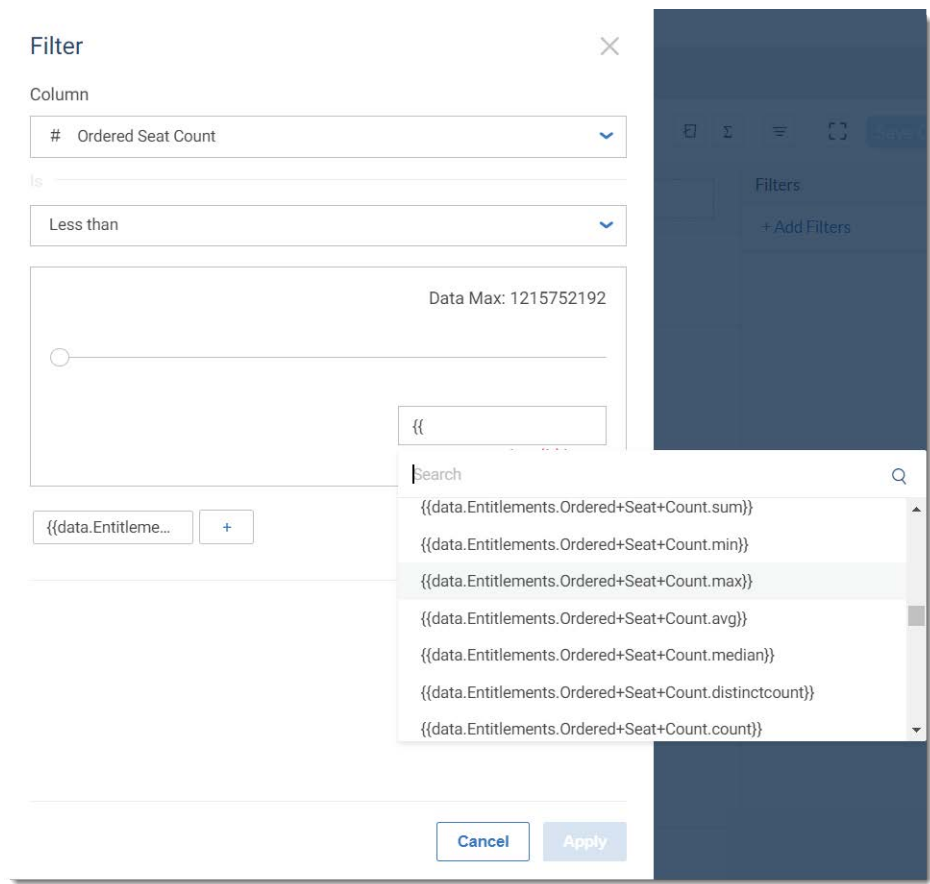 Filter
Column
# Ordered Seat Count
Is
Less than
Data Max: 1215752192
{{
Search
{{data.Entitlements.Ordered+Seat+Count.sum}}
{{data.Entitlements.Ordered+Seat+Count.min}}
{{data.Entitlements.Ordered+Seat+Count.max}}
{{data.Entitlements.Ordered+Seat+Count.avg}}
{{data.Entitlements.Ordered+Seat+Count.median}}
{{data.Entitlements.Ordered+Seat+Count.distinctcount}}
{{data.Entitlements.Ordered+Seat+Count.count}}
{{data.Entitleme...
+
Cancel
Apply
Σ
Save
Filters
+ Add Filters